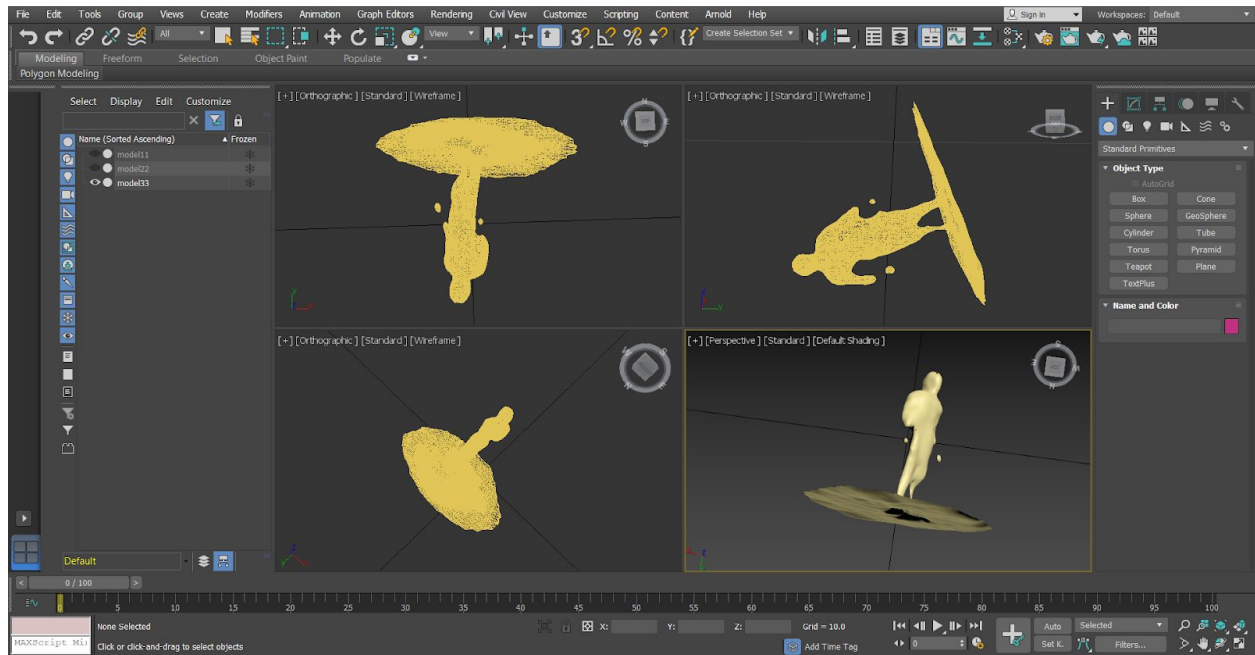 File Edit Tools Group Views Create Modifiers Animation Graph Editors Rendering Civil View Customize Scripting Content Arnold Help Sign In Workspaces: Default
All View Create Selection Set
Modeling Freeform Selection Object Paint Populate
Polygon Modeling
Select Display Edit Customize
Name (Sorted Ascending) Frozen
model11
model22
model33
Default
[+] [Orthographic ] [Standard ] [Wireframe ]
[+] [Orthographic ] [Standard ] [Wireframe ]
[+] [Orthographic ] [Standard ] [Wireframe ]
[+] [Perspective ] [Standard ] [Default Shading ]
Standard Primitives
Object Type
AutoGrid
Box Cone
Sphere GeoSphere
Cylinder Tube
Torus Pyramid
Teapot Plane
TextPlus
Name and Color
0 / 100
0 5 10 15 20 25 30 35 40 45 50 55 60 65 70 75 80 85 90 95 100
None Selected X: Y: Z: Grid = 10.0 Auto Selected
MAXScript Mi Click or click-and-drag to select objects Add Time Tag 0 Set K. Filters...